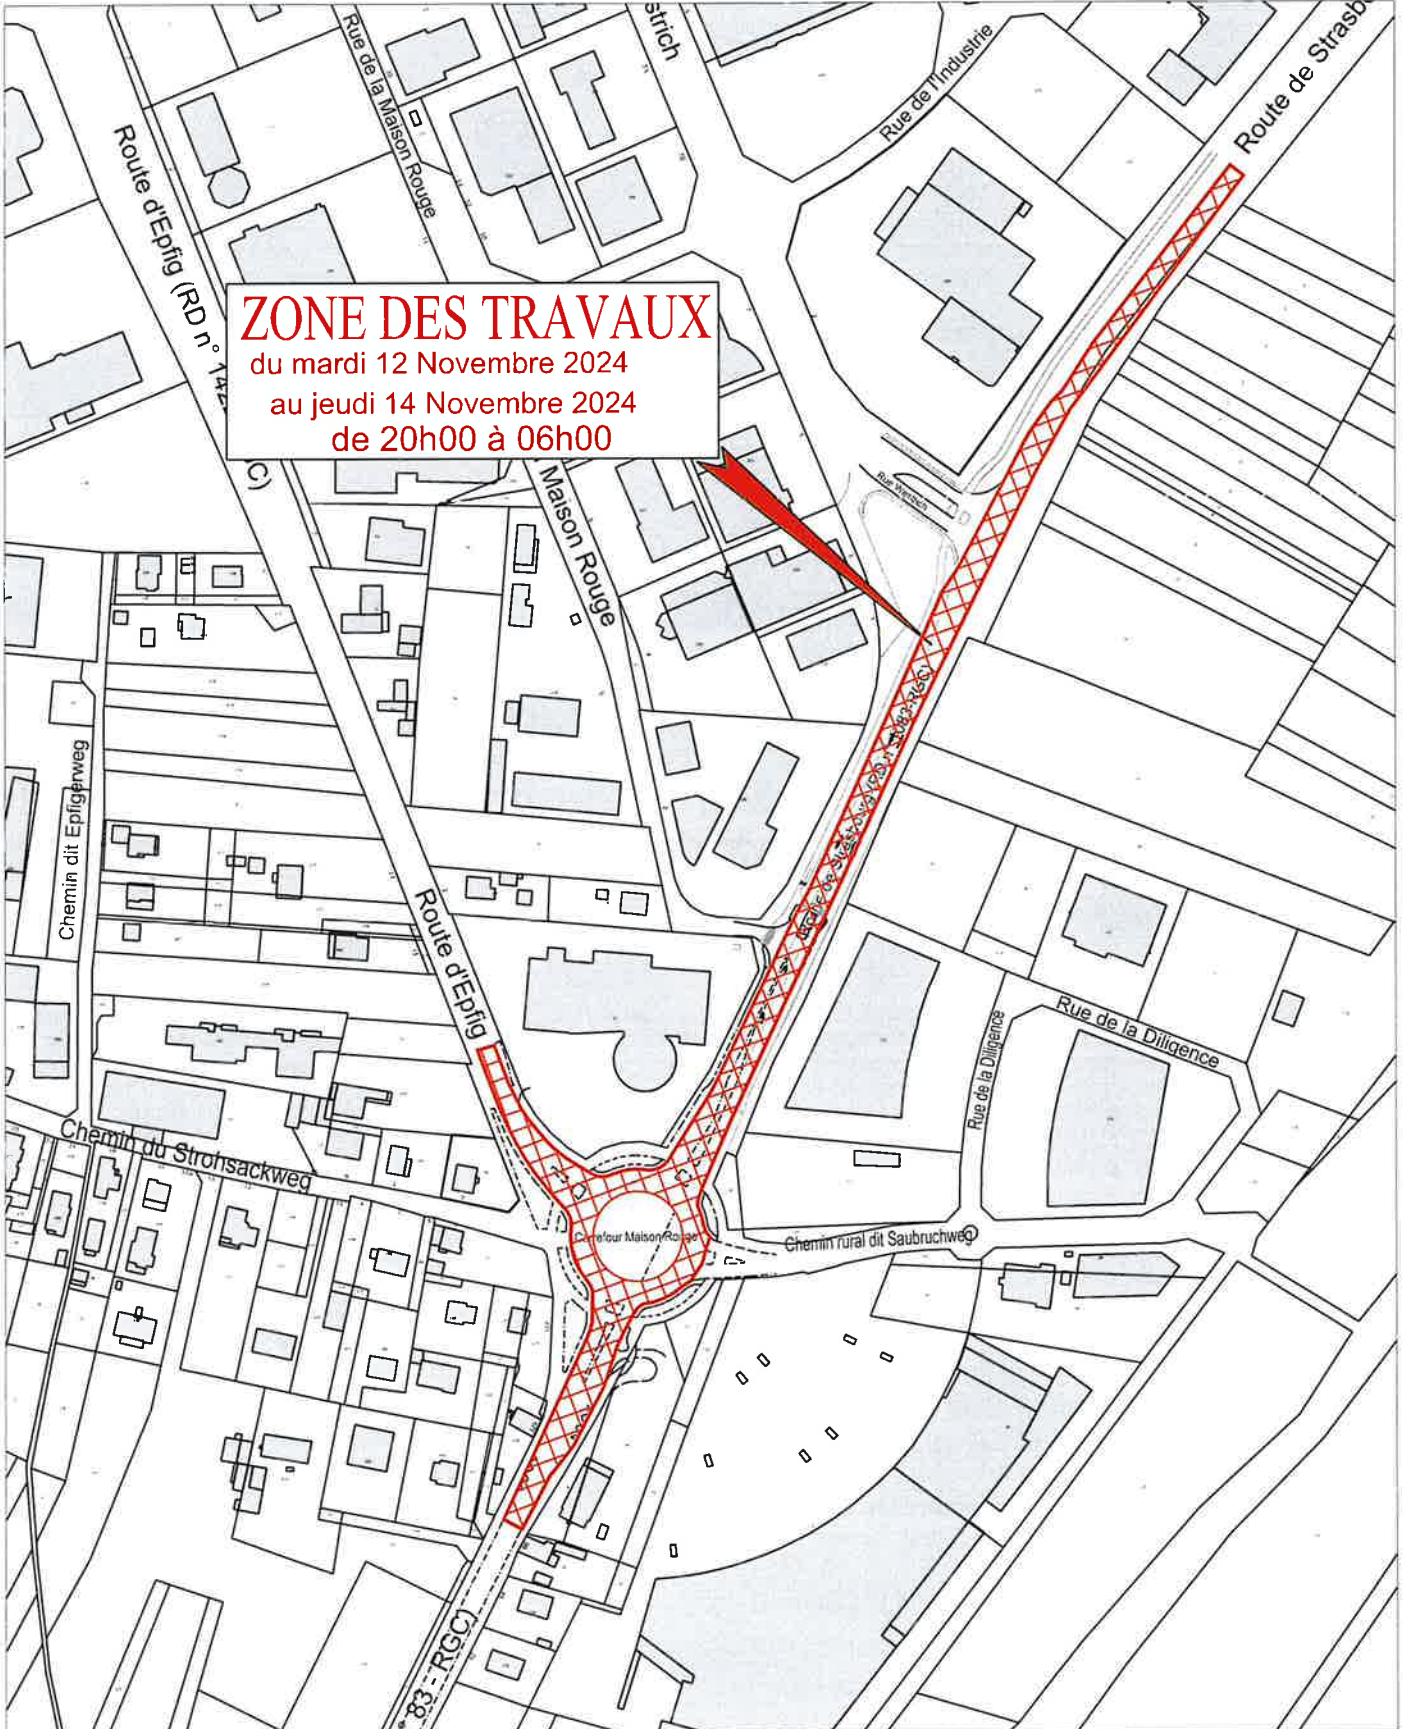 strich
Route de Strasb
Rue de la Maison Rouge
Rue de l'Industrie
Route d'Epfig (RD n° 142
C)
ZONE DES TRAVAUX
du mardi 12 Novembre 2024
au jeudi 14 Novembre 2024
de 20h00 à 06h00
Maison Rouge
Chemin dit Epfigerweg
Route d'Epfig
Rue de la Diligence
Rue de la Diligence
Chemin du Strohsackweg
Carrefour Maison Rouge
Chemin rural dit Saubruchweg
83 - RGC)